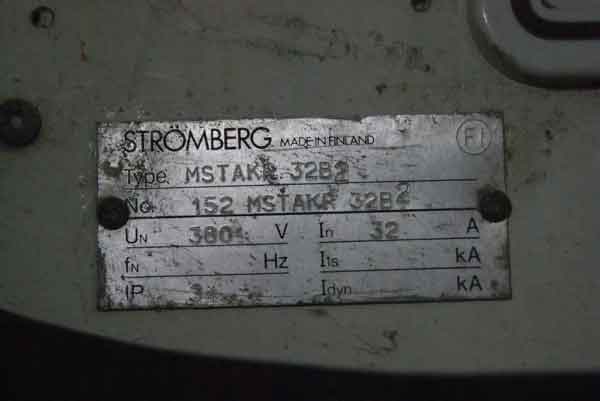 STRÖMBERG MADE IN FINLAND FI
Type MSTAKR 32B2
No. 152 MSTAKR 32B2
UN 380 V In 32 A
fN Hz I1s kA
IP Idyn kA